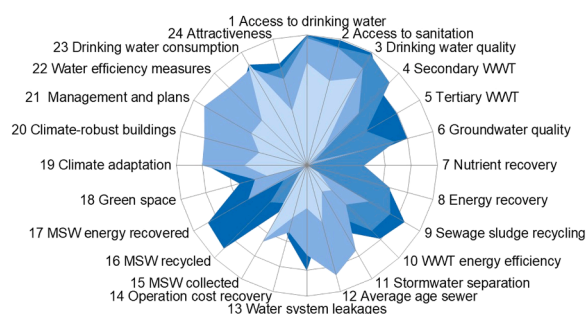 1 Access to drinking water
2 Access to sanitation
3 Drinking water quality
4 Secondary WWT
5 Tertiary WWT
6 Groundwater quality
7 Nutrient recovery
8 Energy recovery
9 Sewage sludge recycling
10 WWT energy efficiency
11 Stormwater separation
12 Average age sewer
13 Water system leakages
14 Operation cost recovery
15 MSW collected
16 MSW recycled
17 MSW energy recovered
18 Green space
19 Climate adaptation
20 Climate-robust buildings
21 Management and plans
22 Water efficiency measures
23 Drinking water consumption
24 Attractiveness